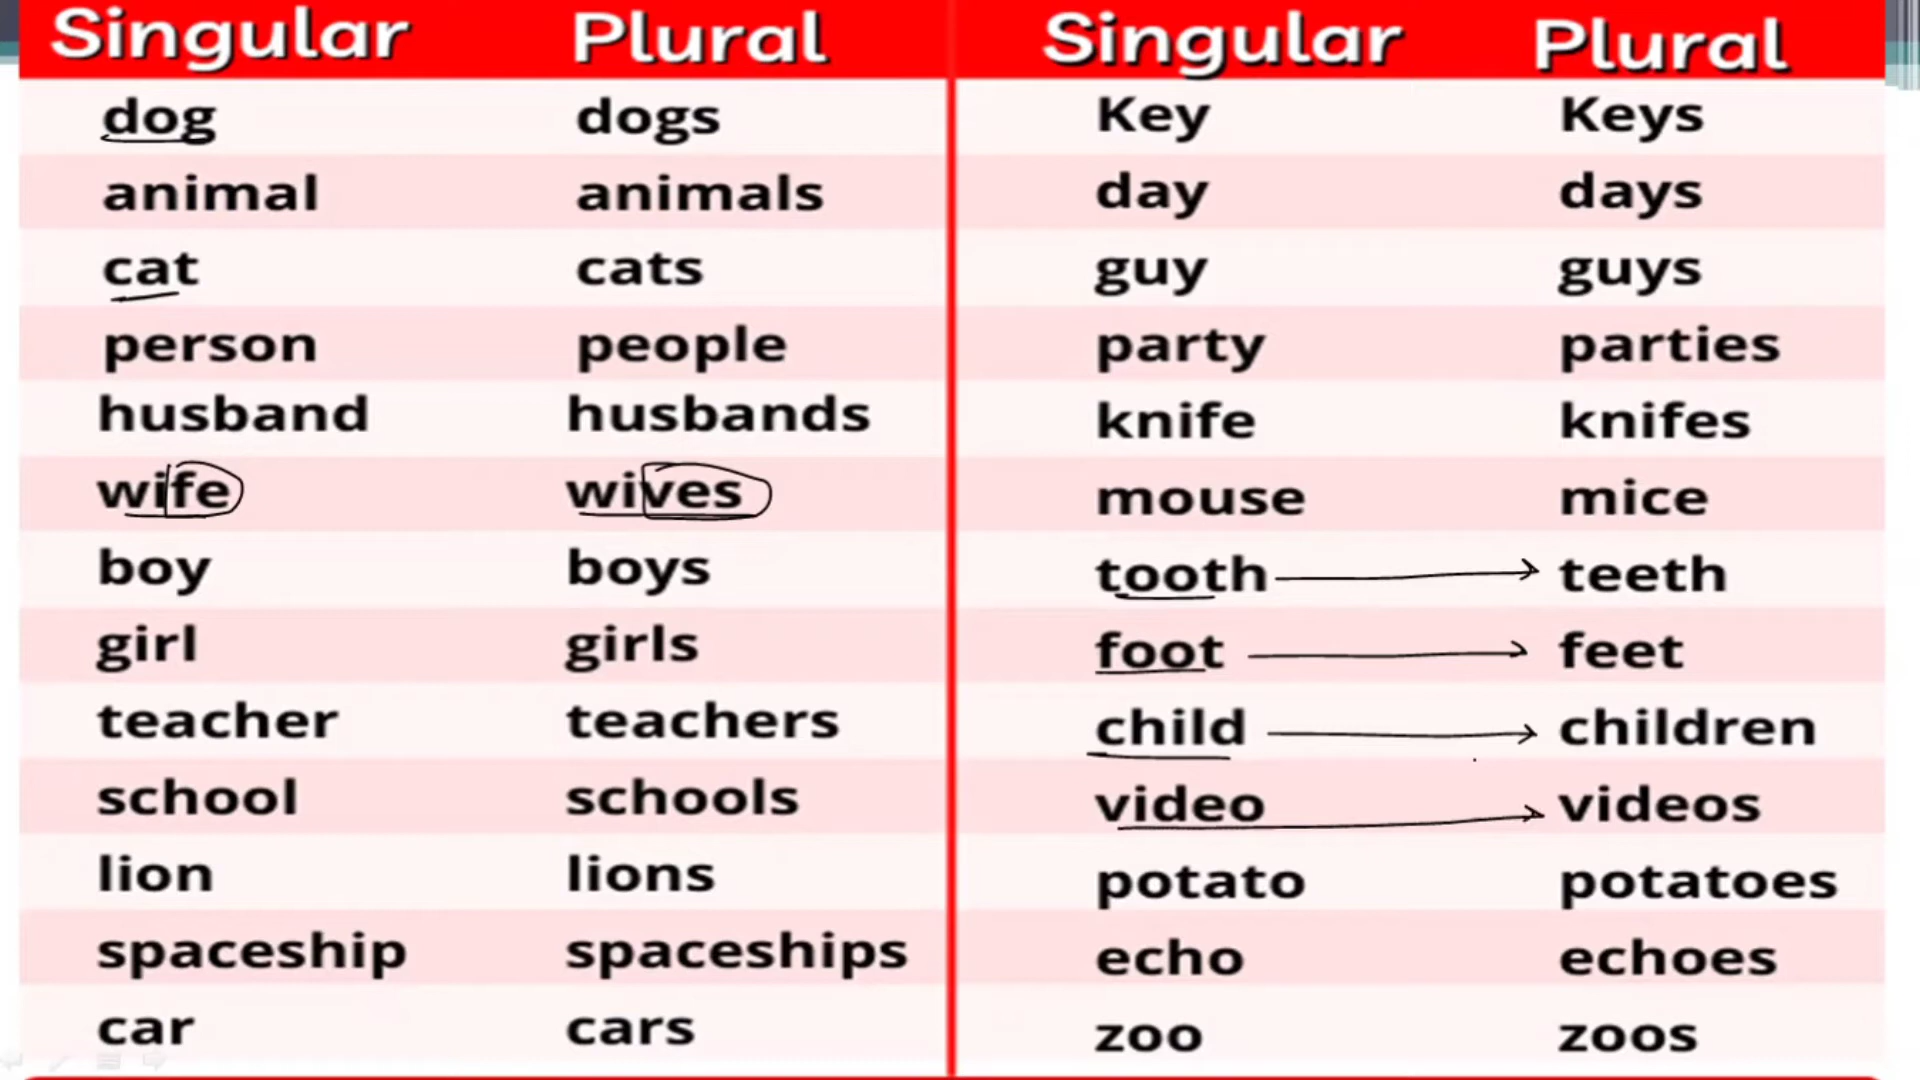 Singular Plural Singular Plural
dog dogs Key Keys
animal animals day days
cat cats guy guys
person people party parties
husband husbands knife knifes
wife wives mouse mice
boy boys tooth teeth
girl girls foot feet
teacher teachers child children
school schools video videos
lion lions potato potatoes
spaceship spaceships echo echoes
car cars zoo zoos